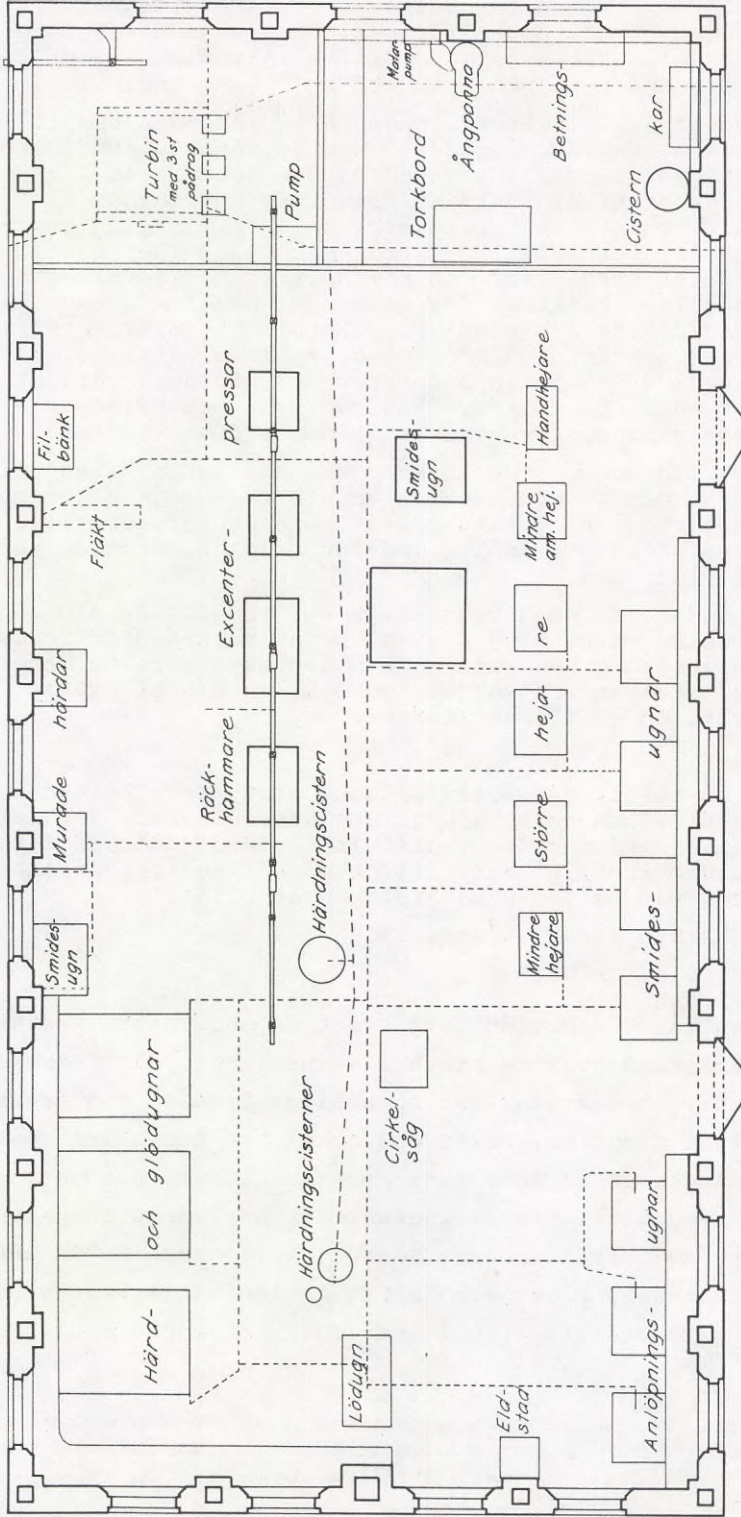 Härd-
och glödugnar
Smides
ugn
Murade
härdar
Fläkt
Fil-
bänk
Turbin
med 3 st
pådrag
Räck-
hammare
Excenter-
pressar
Pump
Härdningscisterner
Härdningscistern
Lödugn
Cirkel-
såg
Smides-
ugn
Torkbord
Motor
pump
Ångpanna
Eld-
stad
Mindre
hejare
Större
heja-
re
Mindre
arm. hej.
Handhejare
Betnings
kar
Cistern
Anlöpnings-
ugnar
Smides-
ugnar